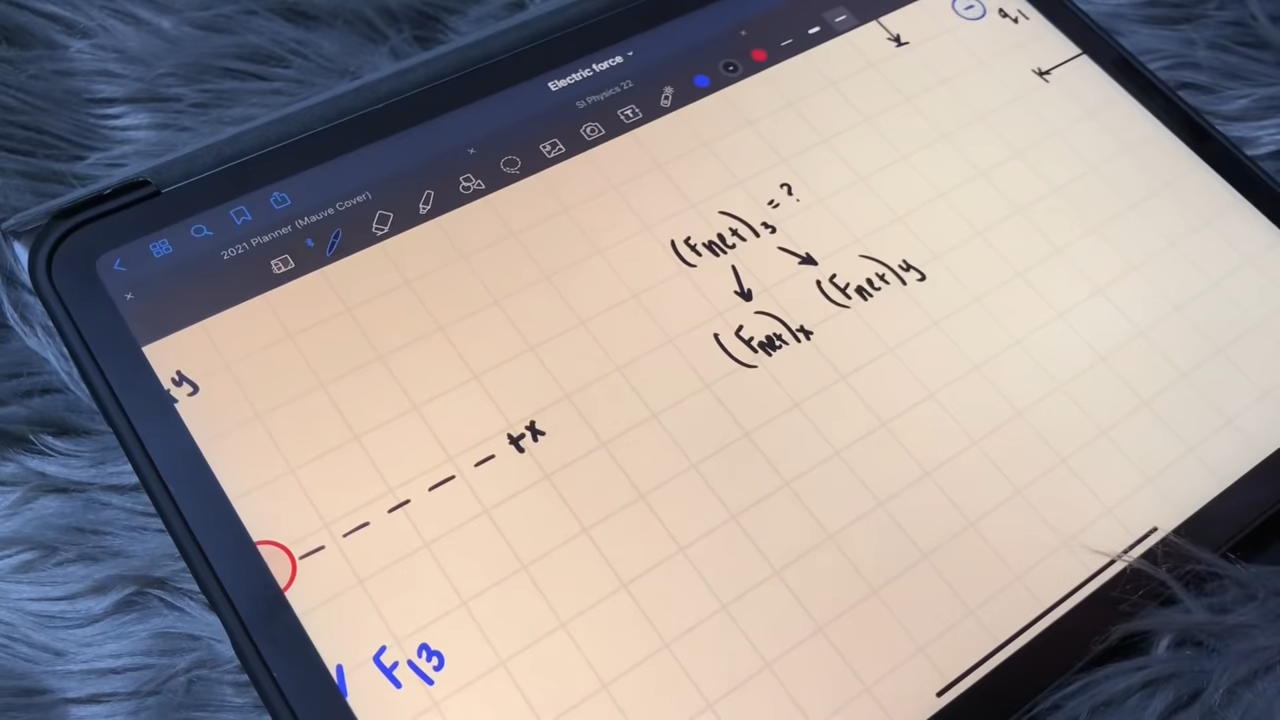 Electric force
SI Physics 22
2021 Planner (Mauve Cover)
q1
(Fnet)3 = ?
(Fnet)x (Fnet)y
+y
+x
F13